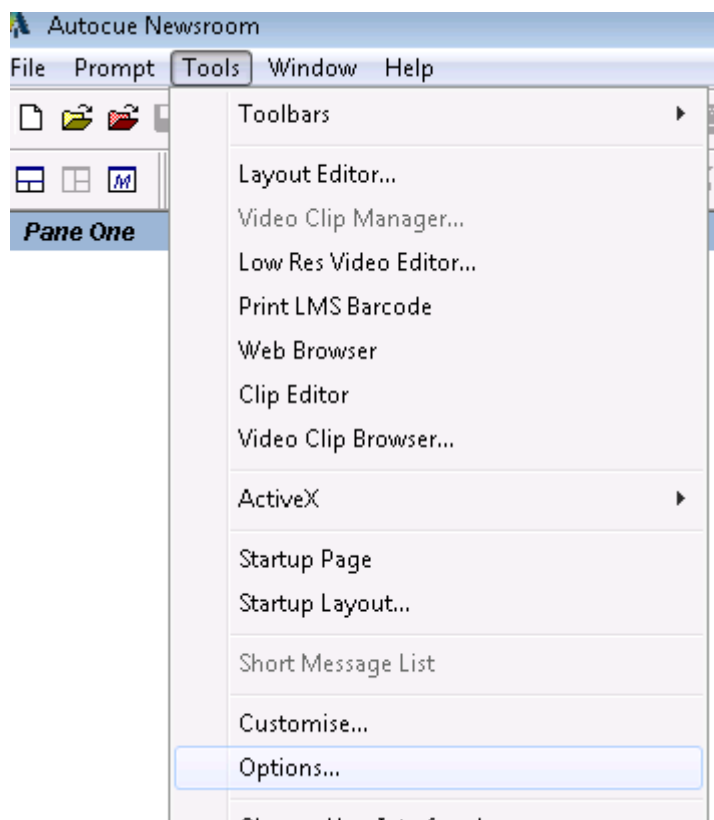 Autocue Newsroom
File Prompt Tools Window Help
Toolbars
Layout Editor...
Video Clip Manager...
Pane One
Low Res Video Editor...
Print LMS Barcode
Web Browser
Clip Editor
Video Clip Browser...
ActiveX
Startup Page
Startup Layout...
Short Message List
Customise...
Options...